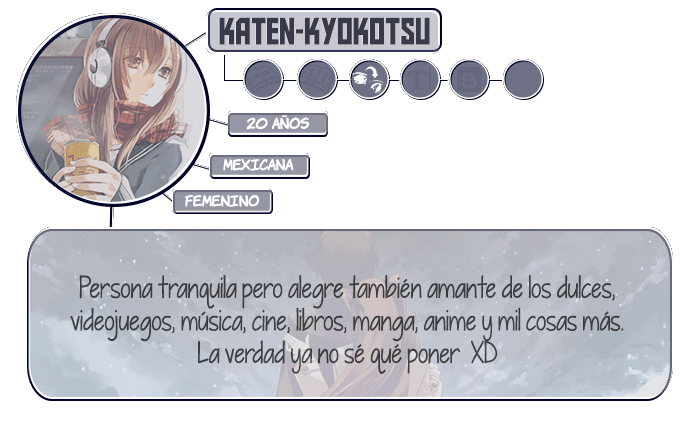 KATEN-KYOKOTSU
20 AÑOS
MEXICANA
FEMENINO
Persona tranquila pero alegre también amante de los dulces,
videojuegos, música, cine, libros, manga, anime y mil cosas más.
La verdad ya no sé qué poner XD